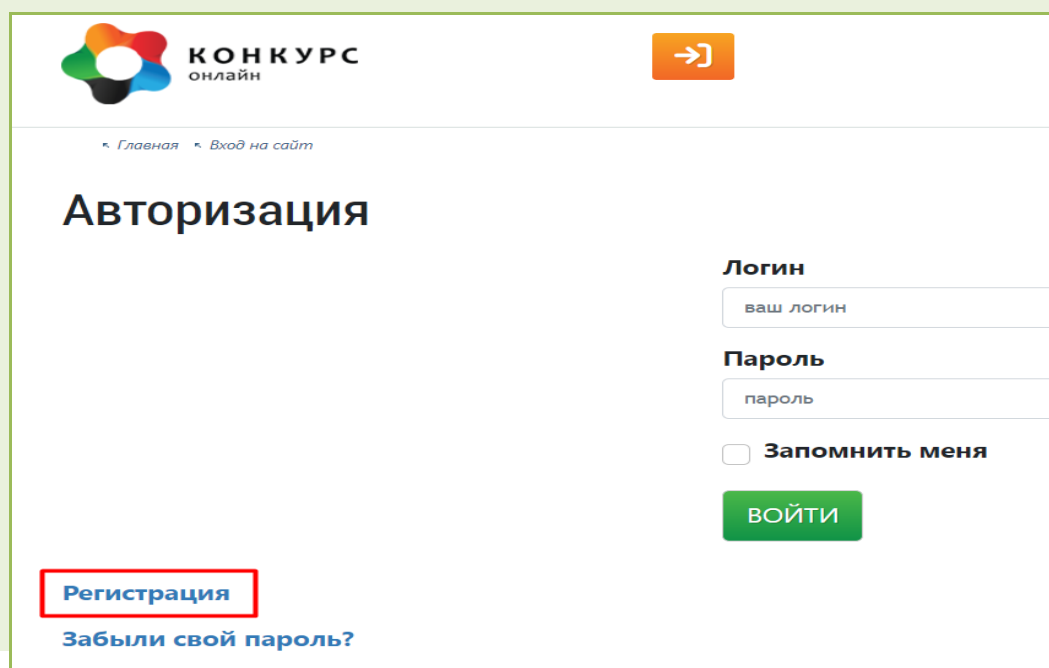 КОНКУРС
онлайн
Главная Вход на сайт
Авторизация
Логин
ваш логин
Пароль
пароль
Запомнить меня
ВОЙТИ
Регистрация
Забыли свой пароль?